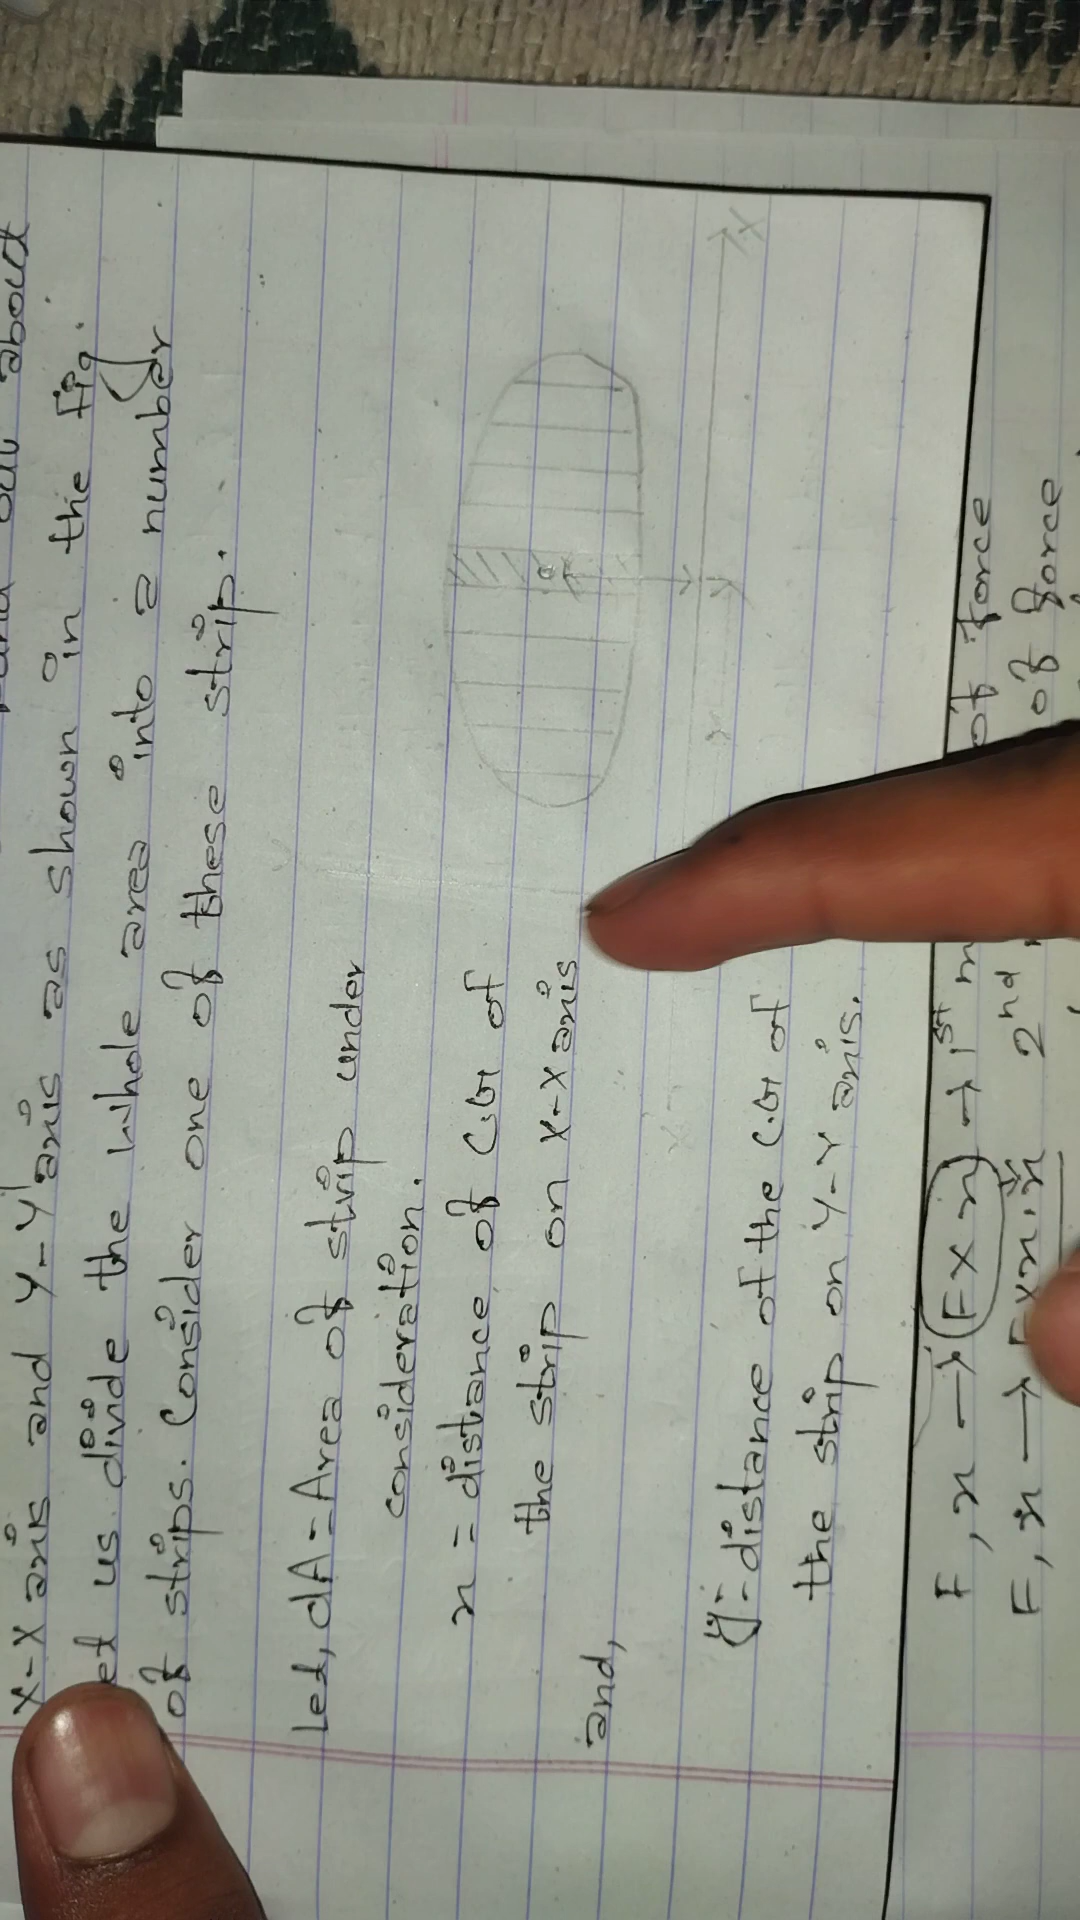 about
X-X axis and Y-Y axis as shown in the fig.
et us divide the whole area into a number
of strips. Consider one of these strip.
Let, dA = Area of strip under
consideration.
x = distance of C.G of
the strip on X-X axis
and,
y = distance of the C.G of
the strip on Y-Y axis.
X
Y
x
F, x → (F × x) → 1st m of force
F, x → F × x . x 2nd of force